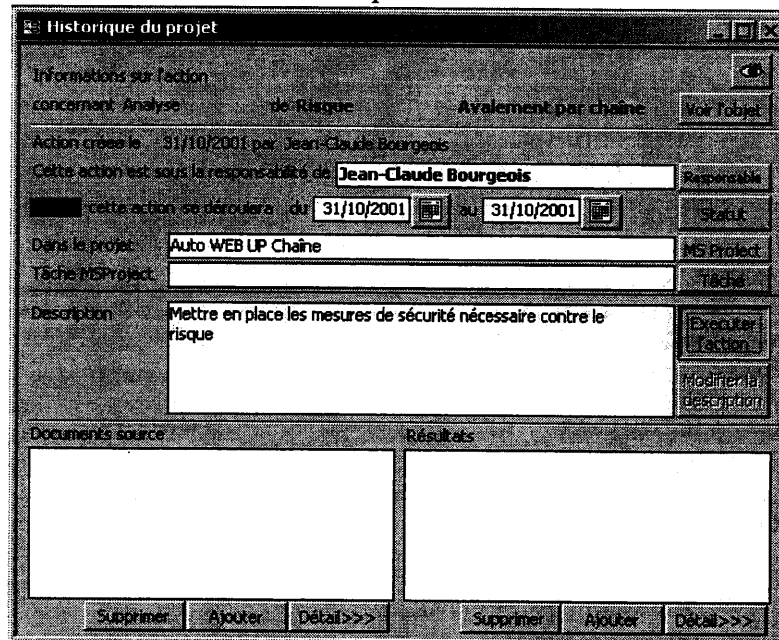 Historique du projet
Informations sur l'action
concernant Analyse de Risque Avalement par chaîne Voir l'objet
Action créée le 31/10/2001 par Jean-Claude Bourgeois
Cette action est sous la responsabilité de Jean-Claude Bourgeois Responsable
cette action se déroulera du 31/10/2001 au 31/10/2001 Statut
Dans le projet Auto WEB UP Chaîne MS Project
Tâche MSProject Tâche
Description Mettre en place les mesures de sécurité nécessaire contre le
risque
Exécuter
l'action
Modifier la
description
Documents source Résultats
Supprimer Ajouter Détail>>> Supprimer Ajouter Détail>>>